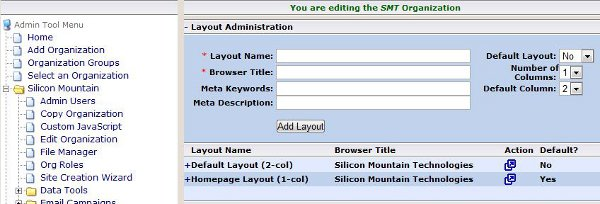 Admin Tool Menu
Home
Add Organization
Organization Groups
Select an Organization
Silicon Mountain
Admin Users
Copy Organization
Custom JavaScript
Edit Organization
File Manager
Org Roles
Site Creation Wizard
Data Tools
Email Campaigns
You are editing the SMT Organization
- Layout Administration
* Layout Name: Default Layout: No
* Browser Title: Number of
Columns: 1
Meta Keywords: Default Column: 2
Meta Description:
Add Layout
Layout Name Browser Title Action Default?
+Default Layout (2-col) Silicon Mountain Technologies No
+Homepage Layout (1-col) Silicon Mountain Technologies Yes